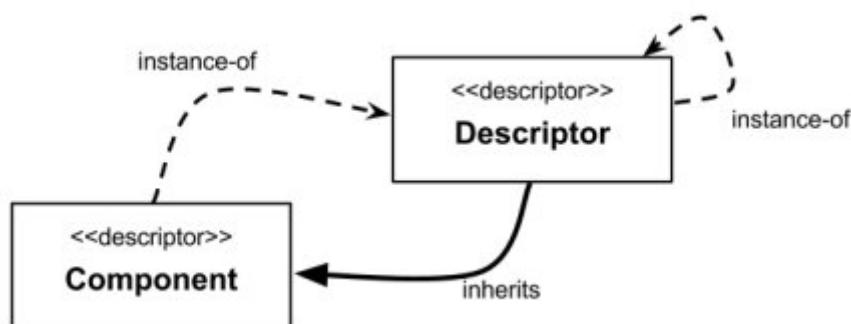 instance-of
<<descriptor>>
Descriptor
instance-of
<<descriptor>>
Component
inherits